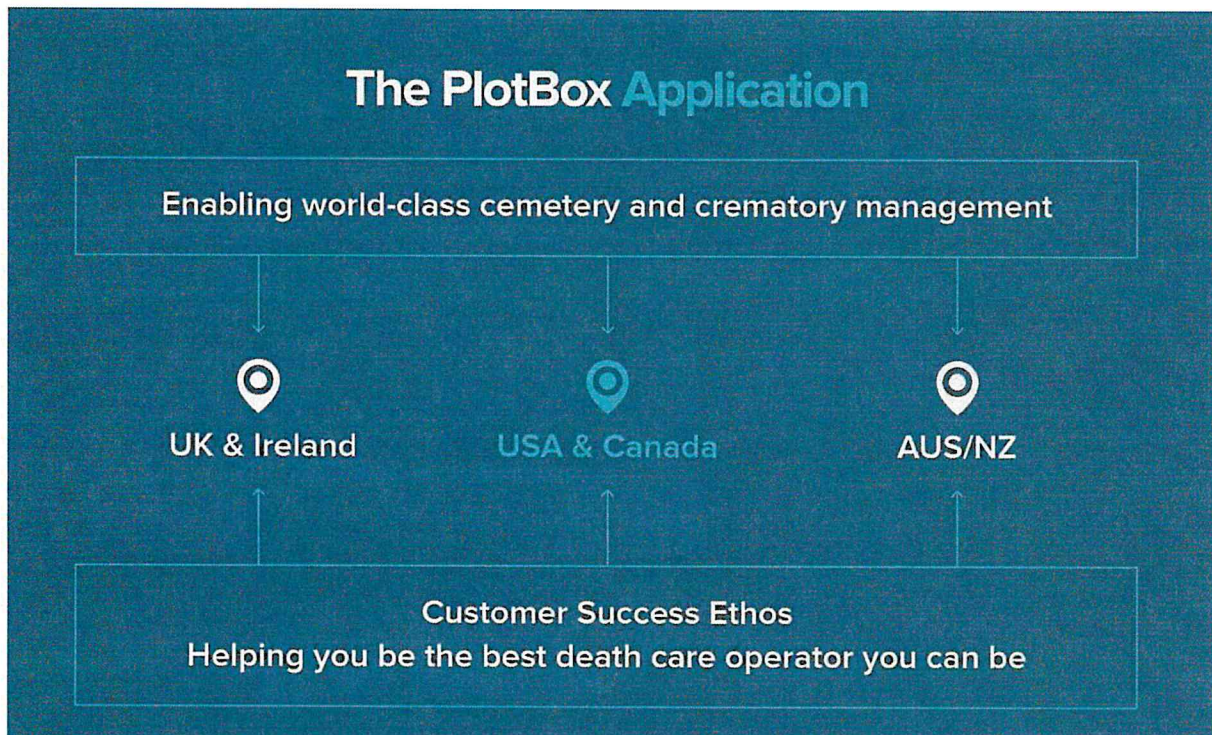 The PlotBox Application
Enabling world-class cemetery and crematory management
UK & Ireland
USA & Canada
AUS/NZ
Customer Success Ethos
Helping you be the best death care operator you can be